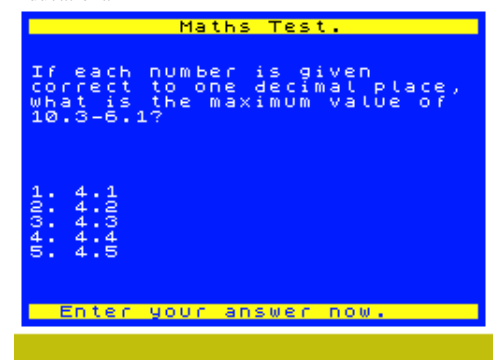 Maths Test.
If each number is given
correct to one decimal place,
what is the maximum value of
10.3-6.1?
1. 4.1
2. 4.2
3. 4.3
4. 4.4
5. 4.5
Enter your answer now.